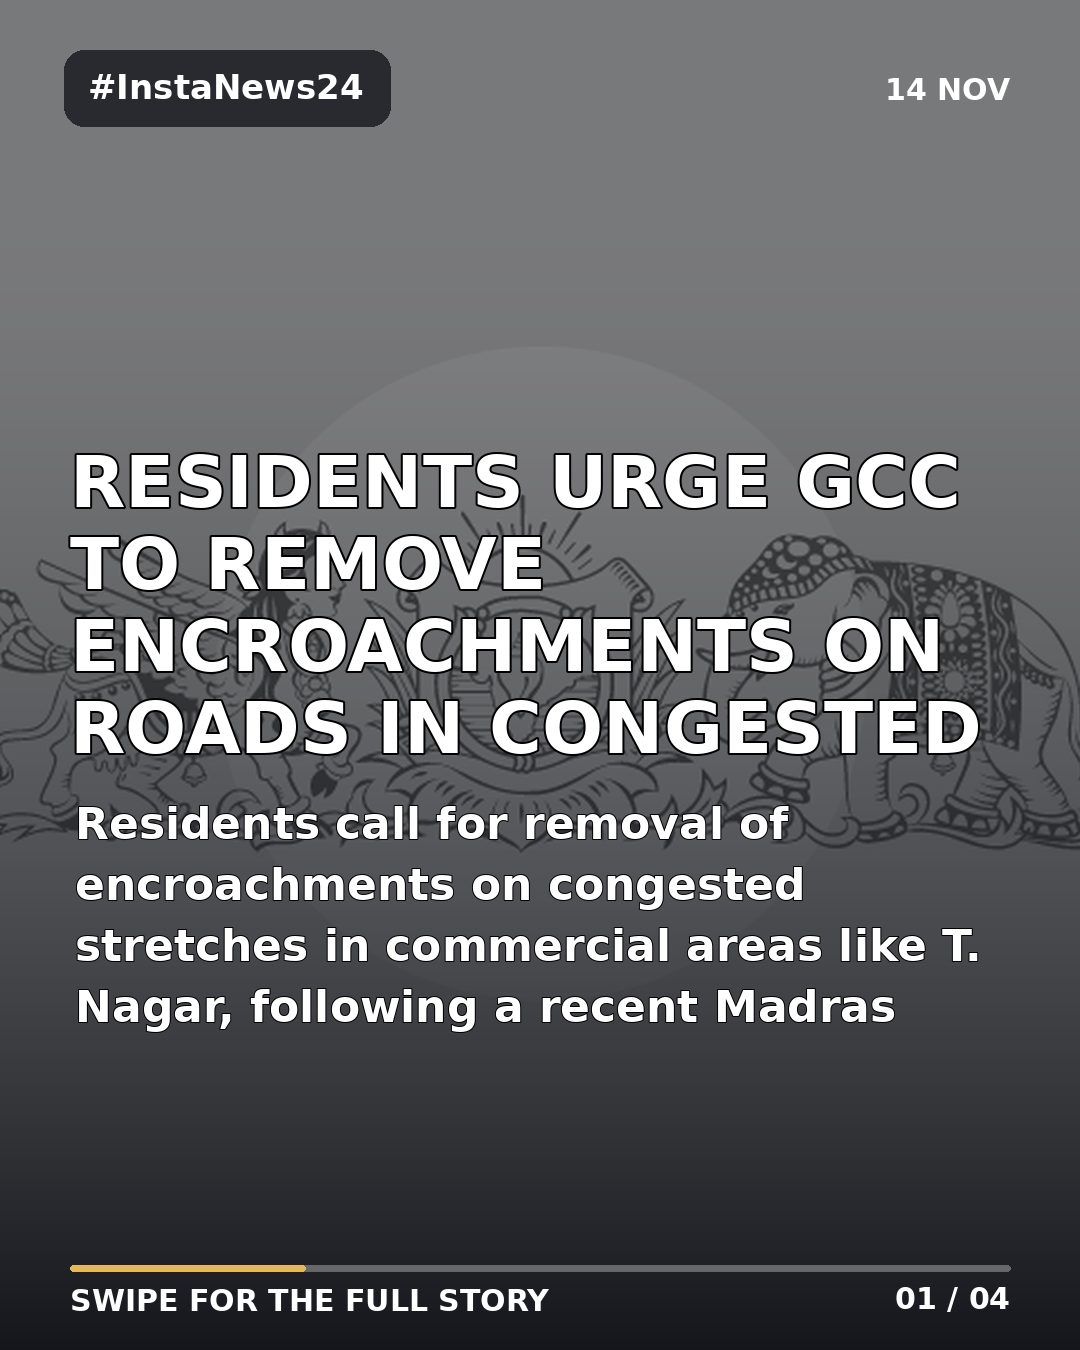 #InstaNews24
14 NOV
RESIDENTS URGE GCC
TO REMOVE
ENCROACHMENTS ON
ROADS IN CONGESTED
Residents call for removal of
encroachments on congested
stretches in commercial areas like T.
Nagar, following a recent Madras
SWIPE FOR THE FULL STORY
01 / 04